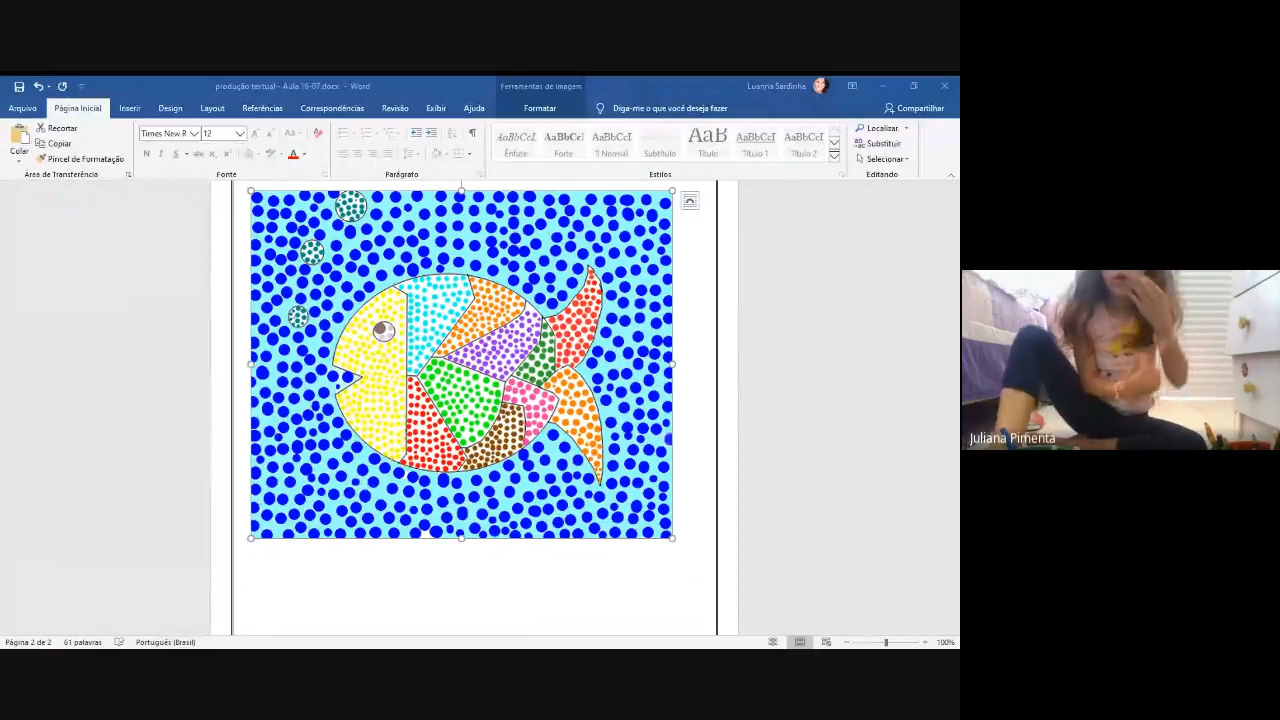 produção textual- Aula 16-07.docx - Word
Ferramentas de Imagem
Luanna Sardinha
Arquivo Página Inicial Inserir Design Layout Referências Correspondências Revisão Exibir Ajuda Formatar Diga-me o que você deseja fazer Compartilhar
Colar
Recortar
Copiar
Pincel de Formatação
Área de Transferência
Times New R 12
Aa
N I S abc x₂ x² A A
Fonte
Parágrafo
AaBbCcI AaBbCcI AaBbCcI AaB AaBbCcI AaBbCcI
Ênfase Forte ¶ Normal Subtítulo Título Título 1 Título 2
Estilos
Localizar
Substituir
Selecionar
Editando
Juliana Pimenta
Página 2 de 2 61 palavras Português (Brasil) 100%